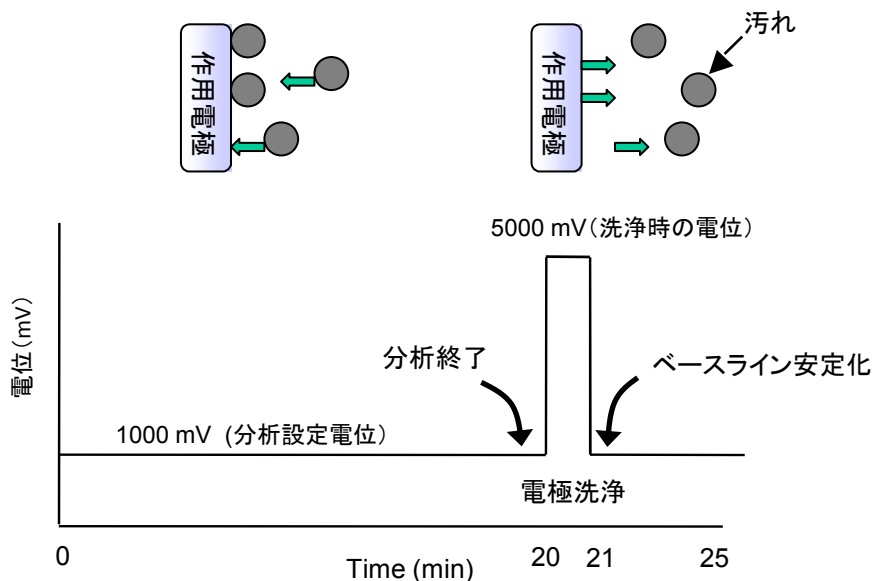 作用電極
作用電極
汚れ
5000 mV(洗浄時の電位)
電位(mV)
分析終了
ベースライン安定化
1000 mV (分析設定電位)
電極洗浄
0
20
21
25
Time (min)